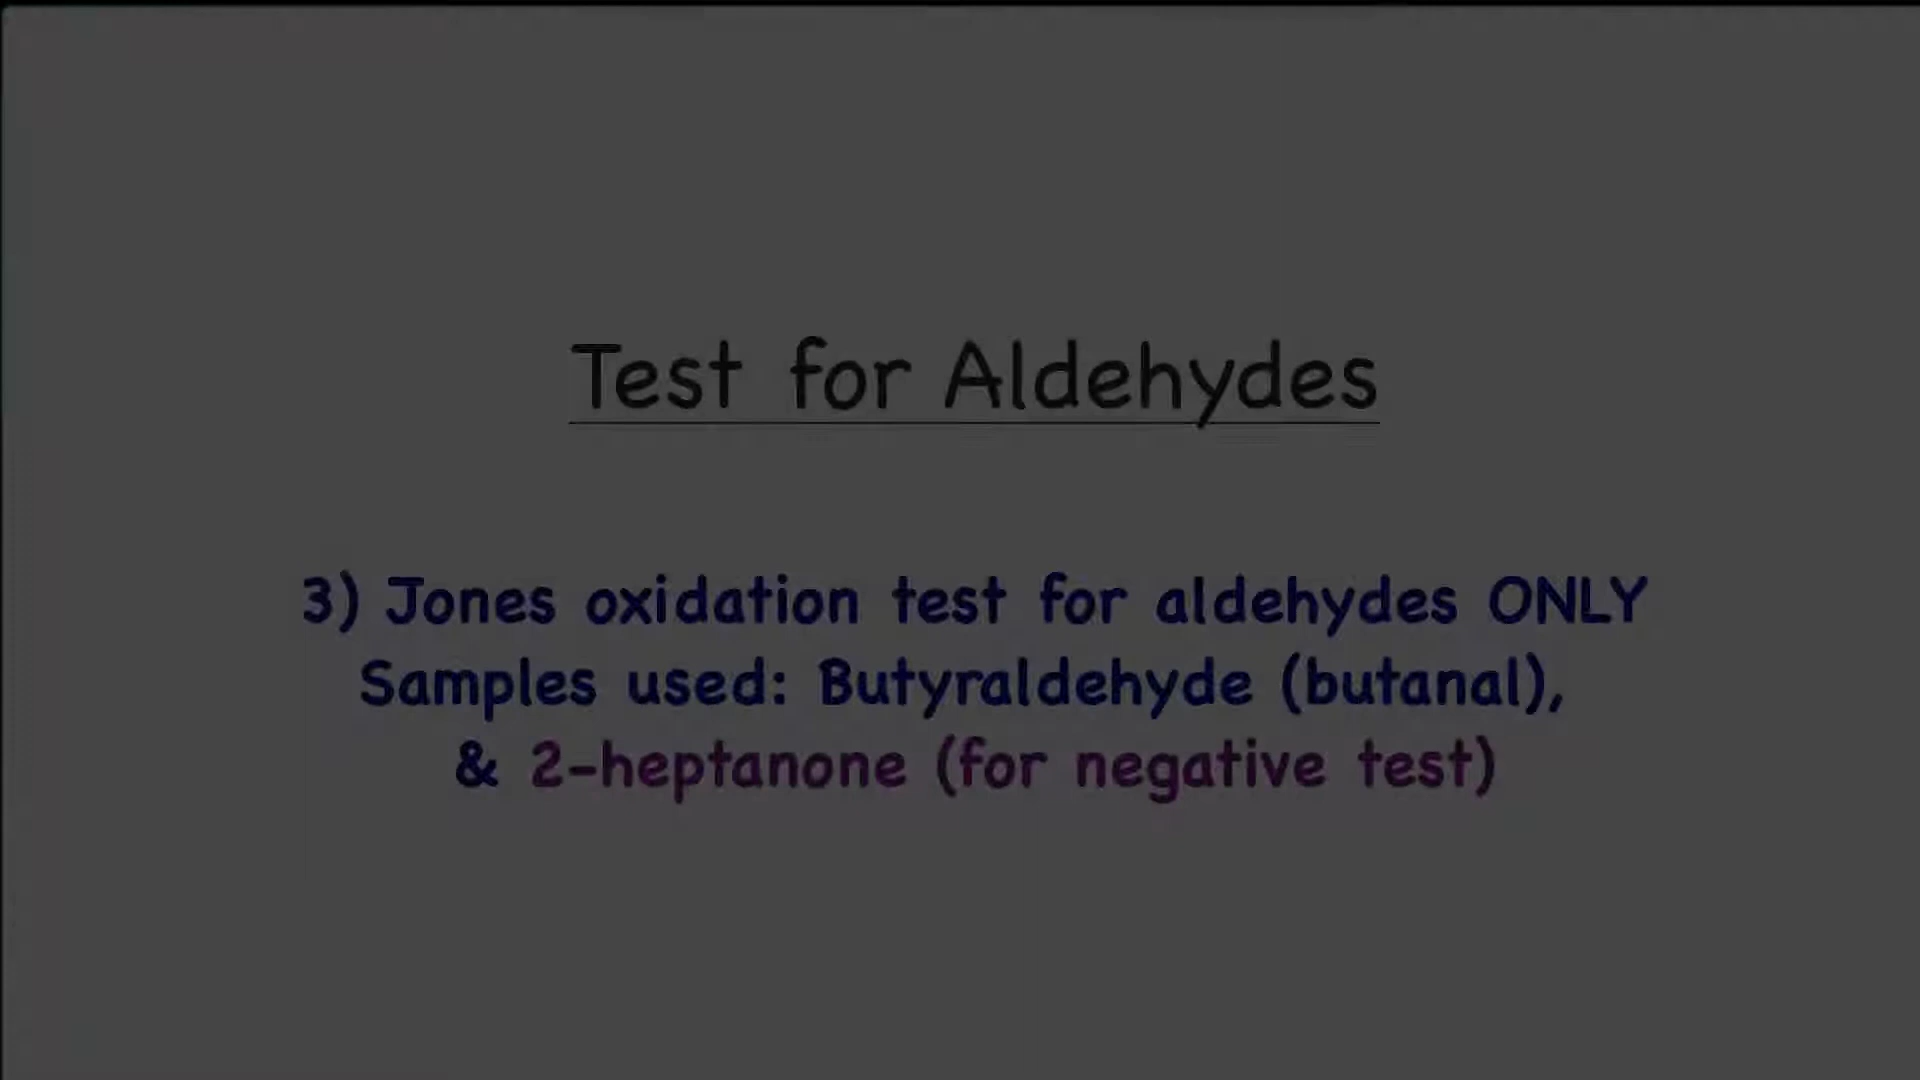 Test for Aldehydes
3) Jones oxidation test for aldehydes ONLY
Samples used: Butyraldehyde (butanal),
& 2-heptanone (for negative test)